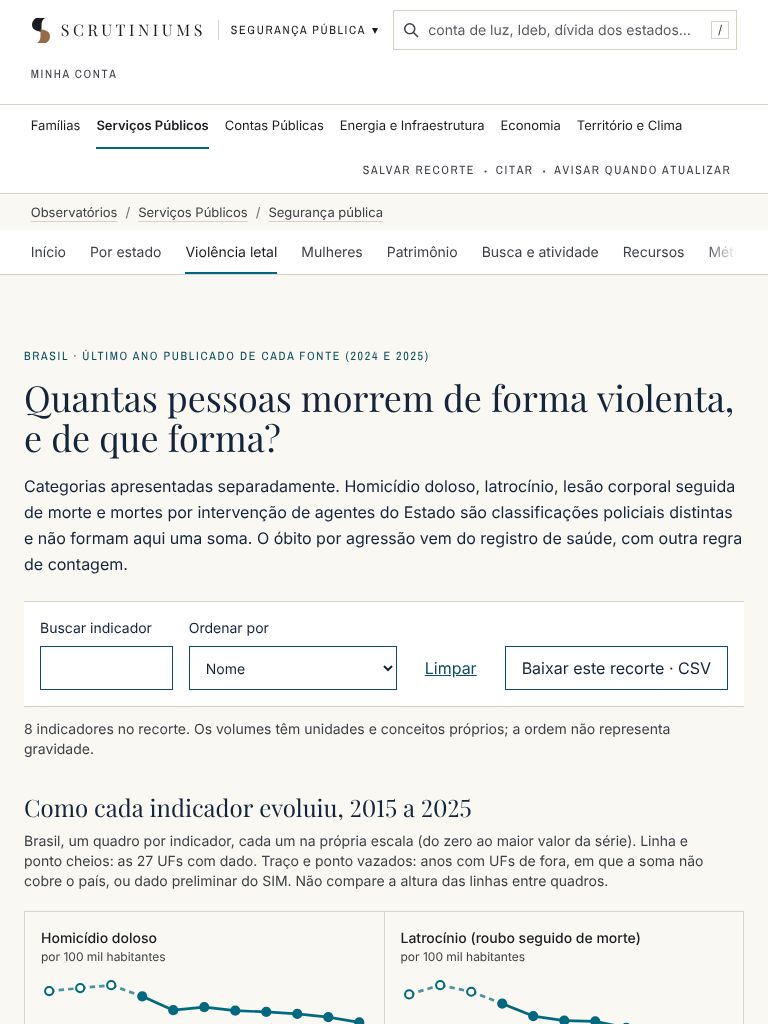 SCRUTINIUMS
SEGURANÇA PÚBLICA ▾
conta de luz, Ideb, dívida dos estados...
/
MINHA CONTA
Famílias
Serviços Públicos
Contas Públicas
Energia e Infraestrutura
Economia
Território e Clima
SALVAR RECORTE · CITAR · AVISAR QUANDO ATUALIZAR
Observatórios / Serviços Públicos / Segurança pública
Início
Por estado
Violência letal
Mulheres
Patrimônio
Busca e atividade
Recursos
BRASIL · ÚLTIMO ANO PUBLICADO DE CADA FONTE (2024 E 2025)
Quantas pessoas morrem de forma violenta,
e de que forma?
Categorias apresentadas separadamente. Homicídio doloso, latrocínio, lesão corporal seguida
de morte e mortes por intervenção de agentes do Estado são classificações policiais distintas
e não formam aqui uma soma. O óbito por agressão vem do registro de saúde, com outra regra
de contagem.
Buscar indicador
Ordenar por
Nome
Limpar
Baixar este recorte · CSV
8 indicadores no recorte. Os volumes têm unidades e conceitos próprios; a ordem não representa
gravidade.
Como cada indicador evoluiu, 2015 a 2025
Brasil, um quadro por indicador, cada um na própria escala (do zero ao maior valor da série). Linha e
ponto cheios: as 27 UFs com dado. Traço e ponto vazados: anos com UFs de fora, em que a soma não
cobre o país, ou dado preliminar do SIM. Não compare a altura das linhas entre quadros.
Homicídio doloso
por 100 mil habitantes
Latrocínio (roubo seguido de morte)
por 100 mil habitantes